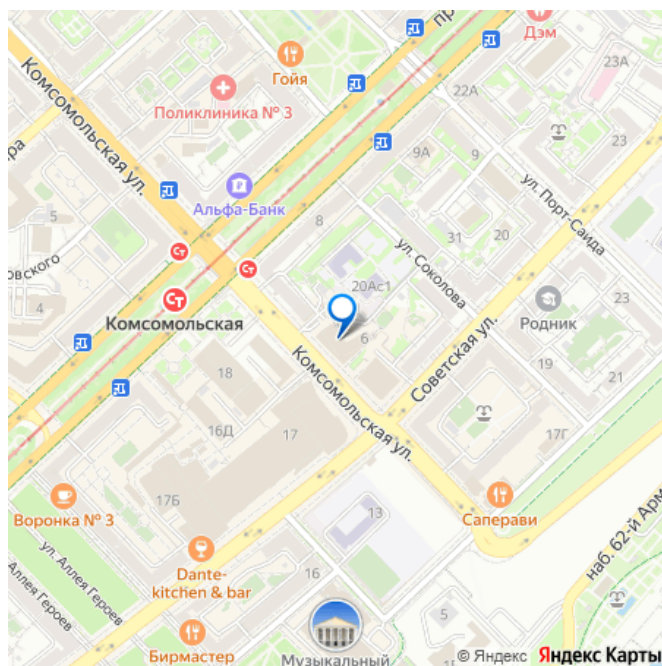 пр
Дэм
Комсомольская ул.
Гойя
23А
Поликлиника № 3
22А
9А
9
23
Альфа-Банк
ул. Порт-Саида
5
8
ул. Соколова
31
20
овского
4
20Ас1
Комсомольская
6
Родник
23
Советская ул.
19
21
18
Комсомольская ул.
16Д
17
17Г
17Б
Воронка № 3
13
Саперави
наб. 62-й Арм
ул. Аллея Героев
Аллея Героев
Dante-
kitchen & bar
16
5
Бирмастер
Музыкальный
© Яндекс Яндекс Карты